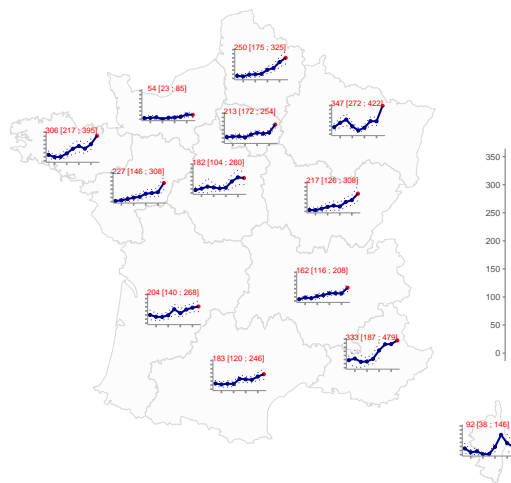 250 [175 ; 325]
54 [23 ; 85]
347 [272 ; 422]
213 [172 ; 254]
306 [217 ; 395]
182 [104 ; 260]
227 [146 ; 308]
217 [126 ; 308]
162 [116 ; 208]
204 [140 ; 268]
333 [187 ; 479]
183 [120 ; 246]
92 [38 ; 146]
350
300
250
200
150
100
50
0